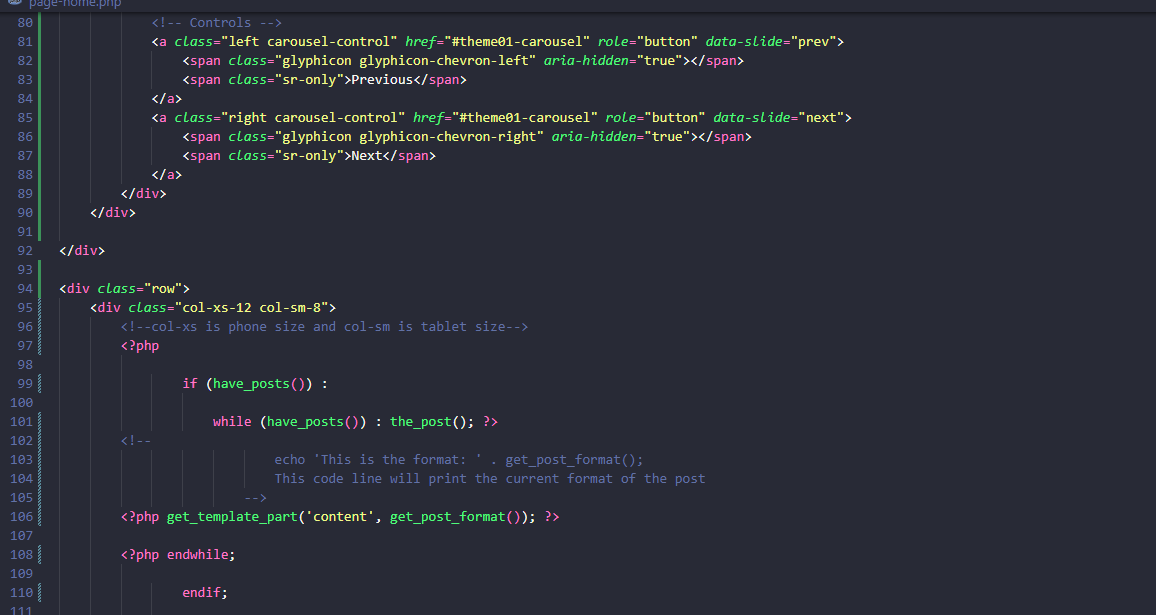 page-home.php
80 <!-- Controls -->
81 <a class="left carousel-control" href="#theme01-carousel" role="button" data-slide="prev">
82 <span class="glyphicon glyphicon-chevron-left" aria-hidden="true"></span>
83 <span class="sr-only">Previous</span>
84 </a>
85 <a class="right carousel-control" href="#theme01-carousel" role="button" data-slide="next">
86 <span class="glyphicon glyphicon-chevron-right" aria-hidden="true"></span>
87 <span class="sr-only">Next</span>
88 </a>
89 </div>
90 </div>
91
92 </div>
93
94 <div class="row">
95 <div class="col-xs-12 col-sm-8">
96 <!--col-xs is phone size and col-sm is tablet size-->
97 <?php
98
99 if (have_posts()) :
100
101 while (have_posts()) : the_post(); ?>
102 <!--
103 echo 'This is the format: ' . get_post_format();
104 This code line will print the current format of the post
105 -->
106 <?php get_template_part('content', get_post_format()); ?>
107
108 <?php endwhile;
109
110 endif;
111